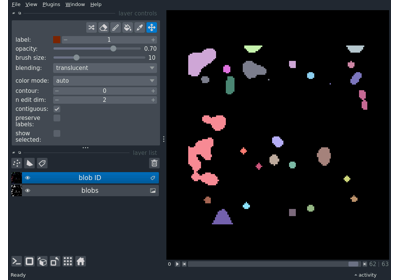 File View Plugins Window Help
layer controls
label: 1
opacity: 0.70
brush size: 10
blending: translucent
color mode: auto
contour: 0
n edit dim: 2
contiguous:
preserve
labels:
show
selected:
layer list
blob ID
blobs
Ready
62 63
activity